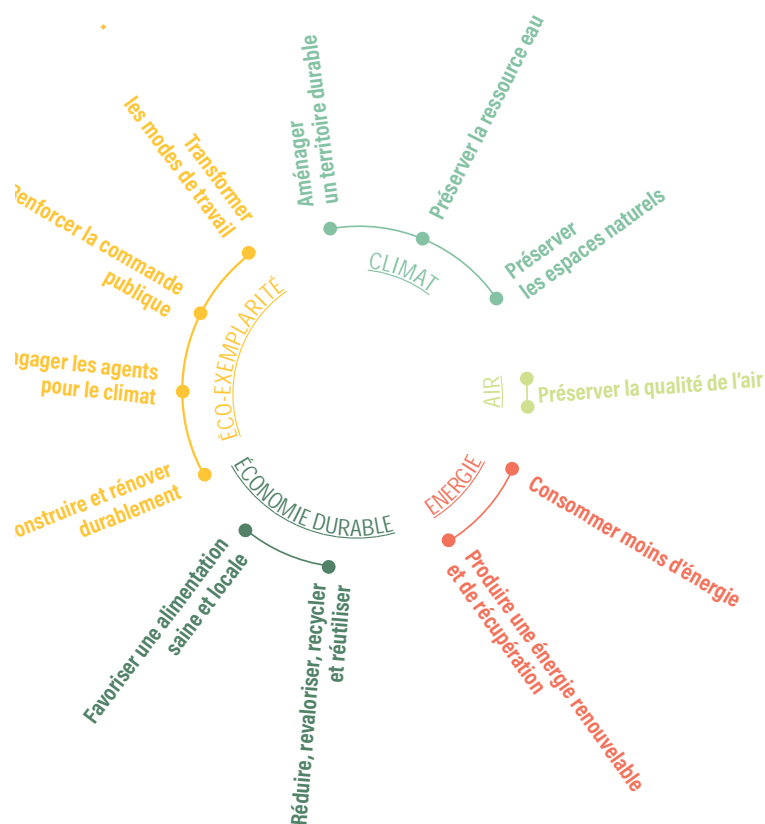 Aménager
un territoire durable
Préserver la ressource eau
Préserver
les espaces naturels
CLIMAT
Préserver la qualité de l'air
AIR
Consommer moins d'énergie
Produire une énergie renouvelable
et de récupération
ENERGIE
Réduire, revaloriser, recycler
et réutiliser
Favoriser une alimentation
saine et locale
ÉCONOMIE DURABLE
onstruire et rénover
durablement
ngager les agents
pour le climat
Renforcer la commande
publique
Transformer
les modes de travail
ÉCO-EXEMPLARITÉ